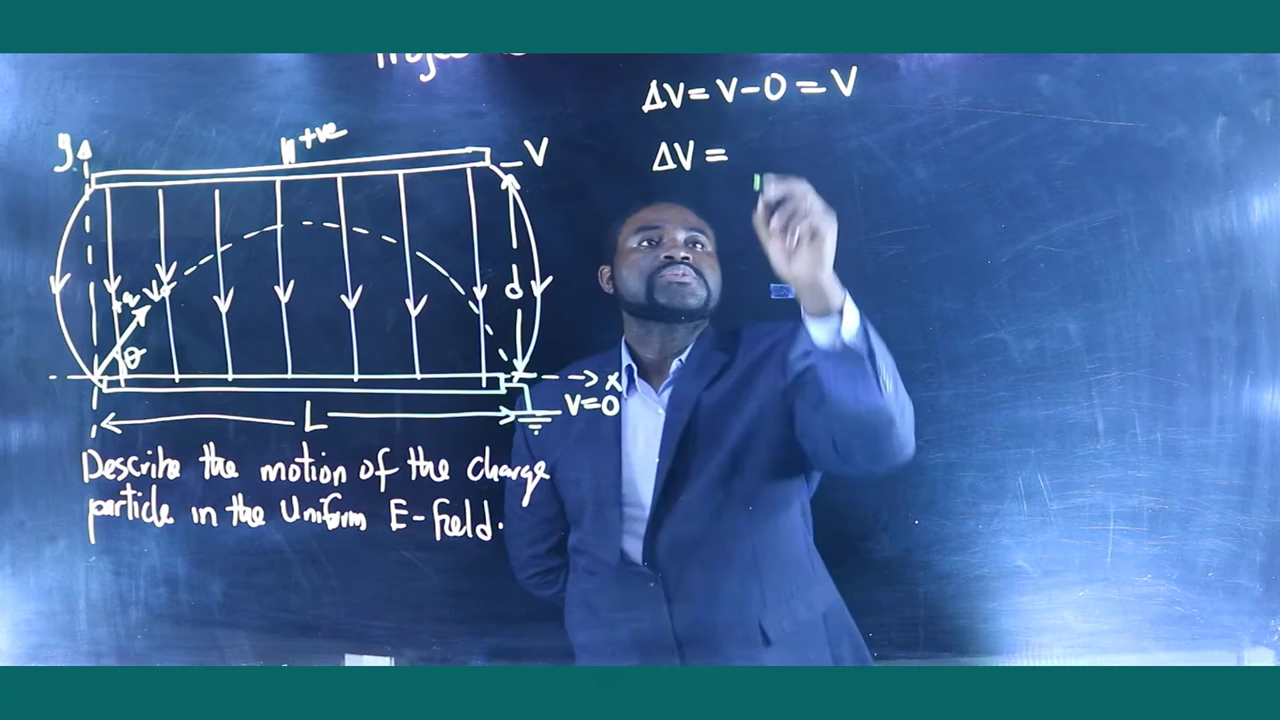 ΔV = V-0 = V
ΔV =
y
+ve
V
d
θ
x
V=0
L
Describe the motion of the charge
particle in the Uniform E-field.